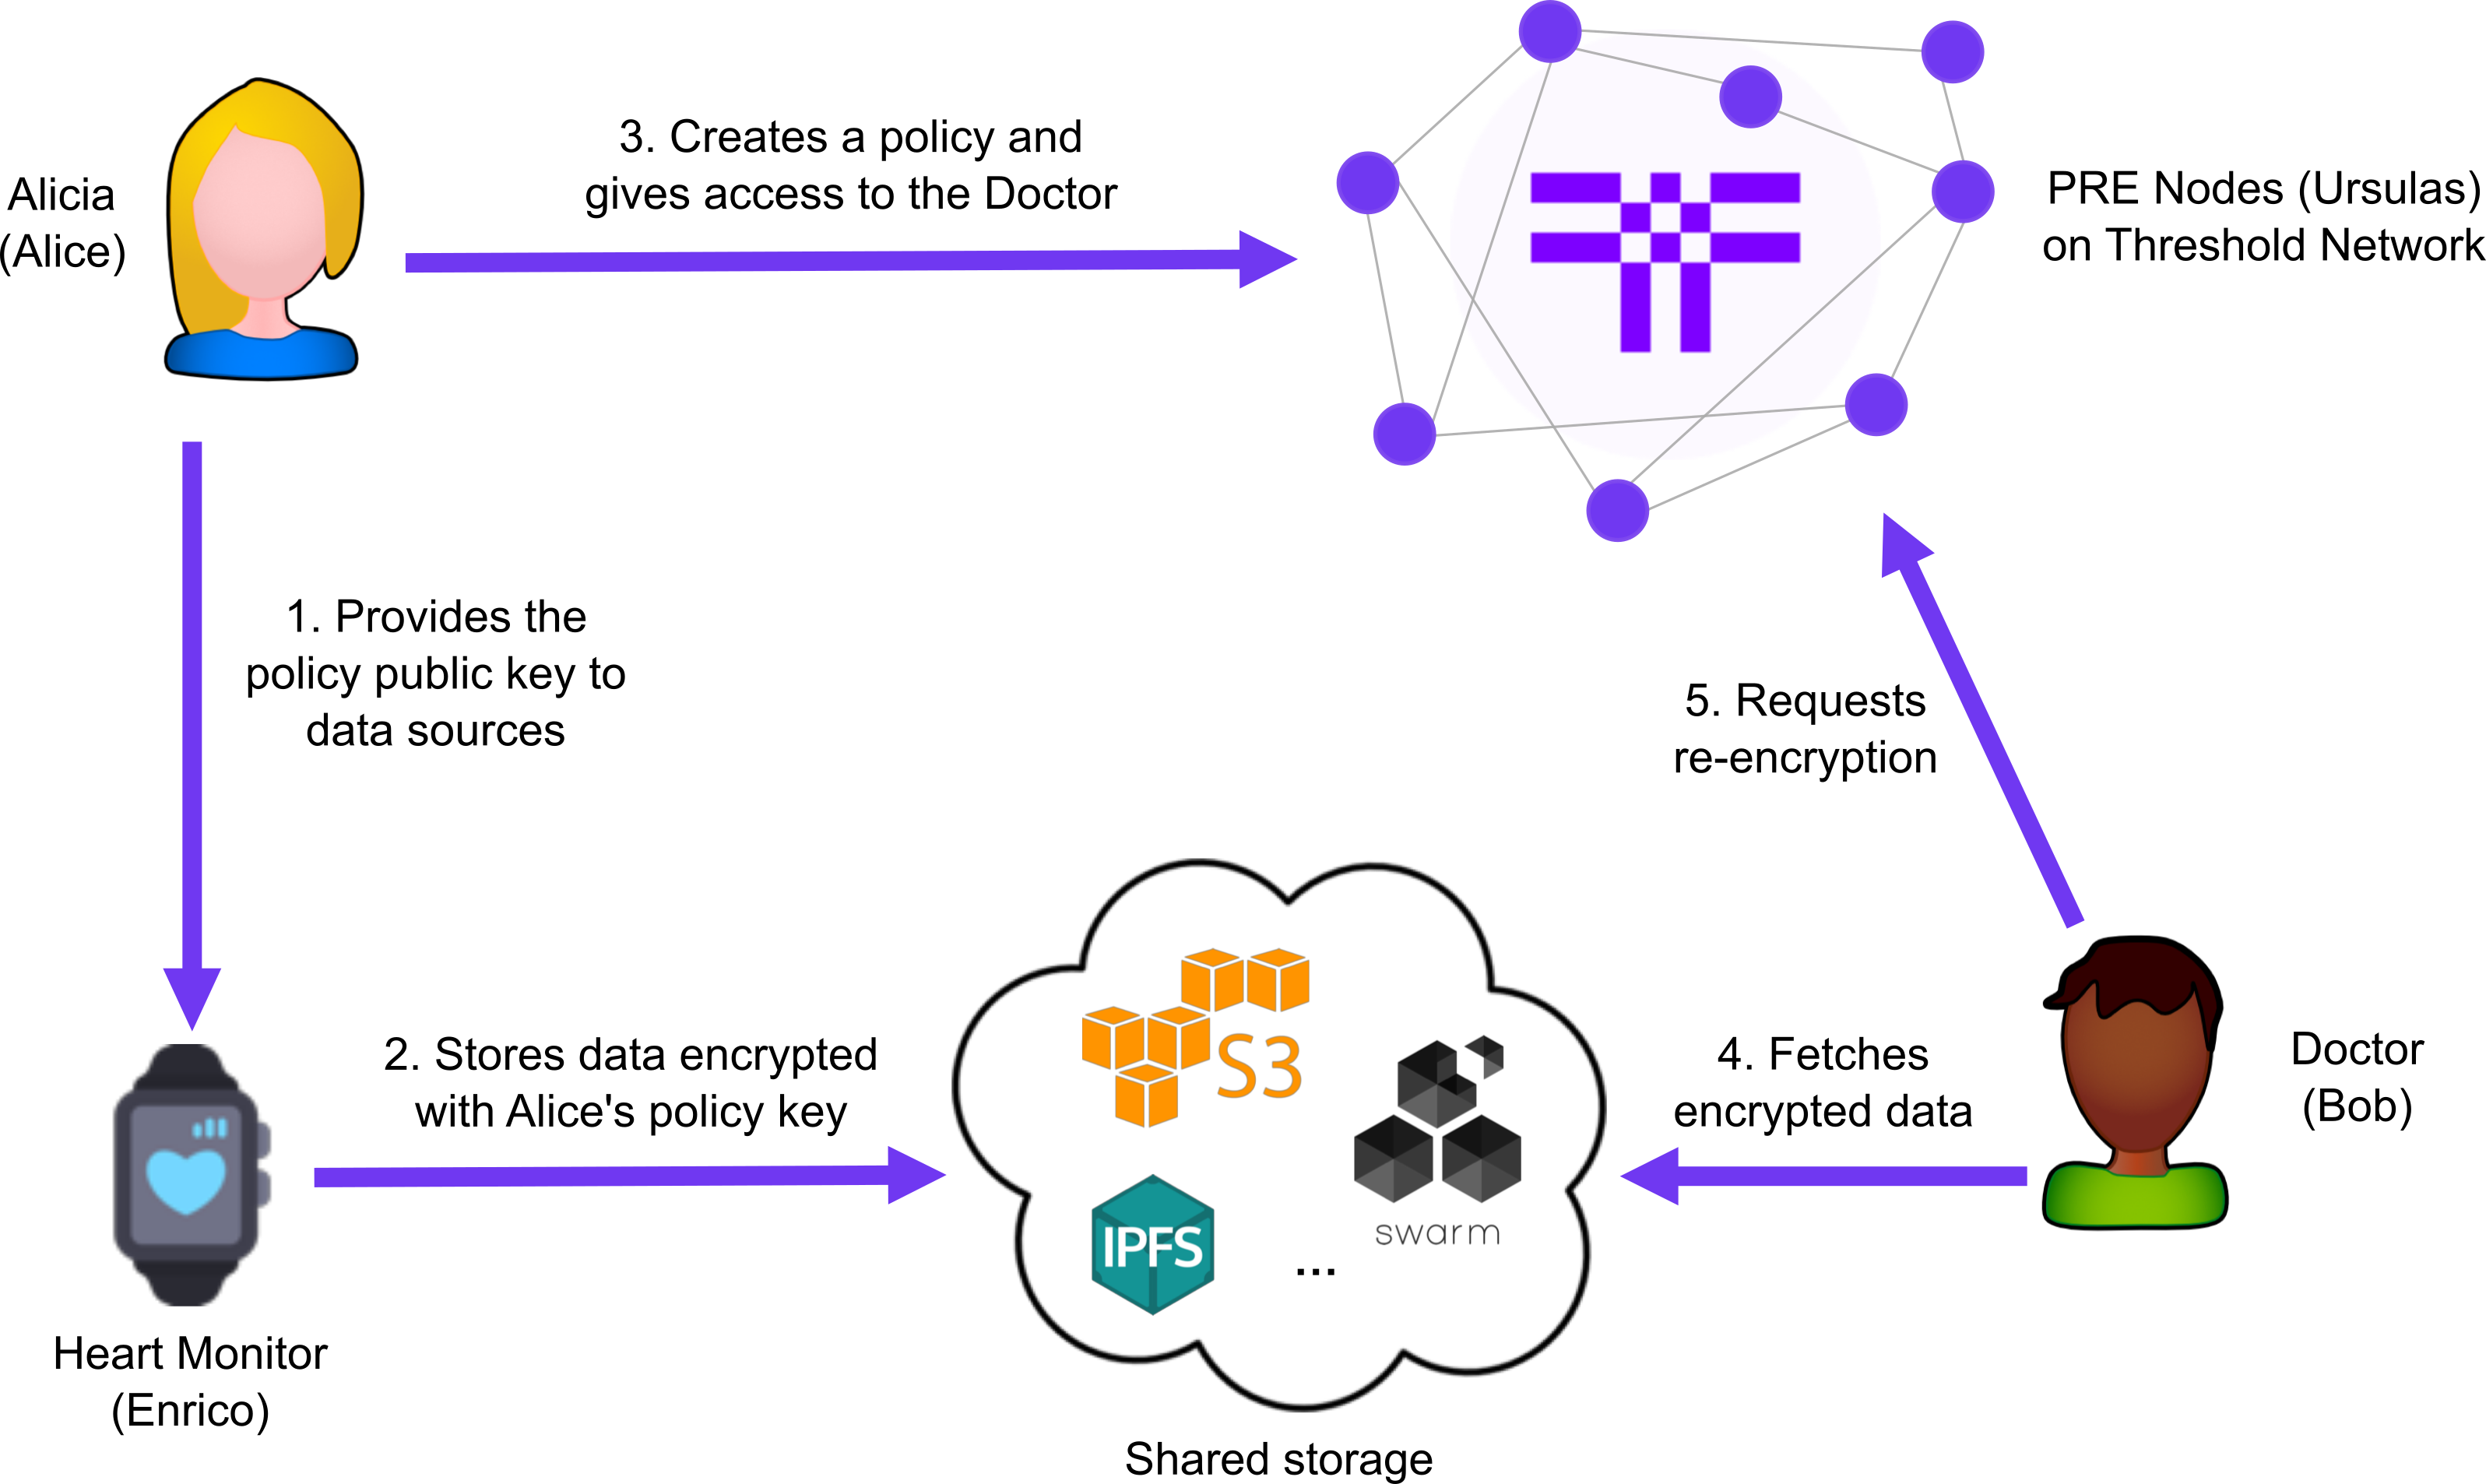 Alicia
(Alice)
3. Creates a policy and
gives access to the Doctor
PRE Nodes (Ursulas)
on Threshold Network
1. Provides the
policy public key to
data sources
5. Requests
re-encryption
2. Stores data encrypted
with Alice's policy key
S3
swarm
IPFS
...
4. Fetches
encrypted data
Doctor
(Bob)
Heart Monitor
(Enrico)
Shared storage